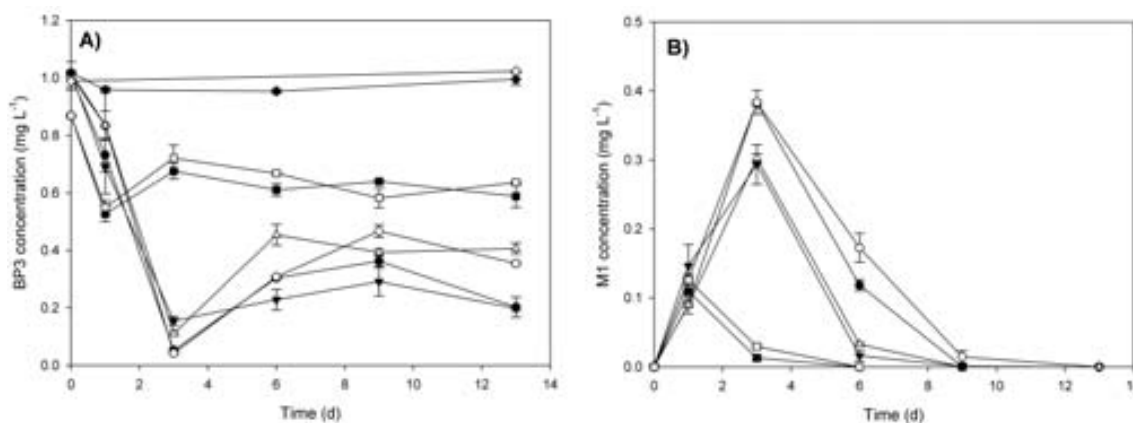 A)
BP3 concentration (mg L⁻¹)
1.2
1.0
0.8
0.6
0.4
0.2
0.0
0 2 4 6 8 10 12 14
Time (d)
B)
M1 concentration (mg L⁻¹)
0.5
0.4
0.3
0.2
0.1
0.0
0 2 4 6 8 10 12 1
Time (d)